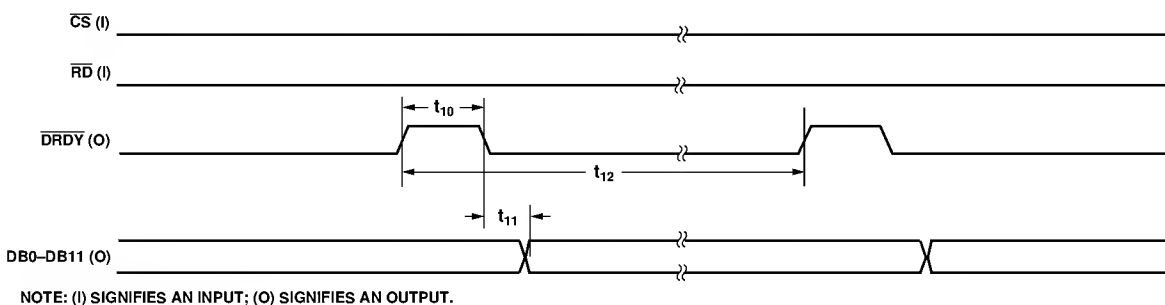 CS (I)
RD (I)
t10
DRDY (O)
t12
t11
DB0–DB11 (O)
NOTE: (I) SIGNIFIES AN INPUT; (O) SIGNIFIES AN OUTPUT.